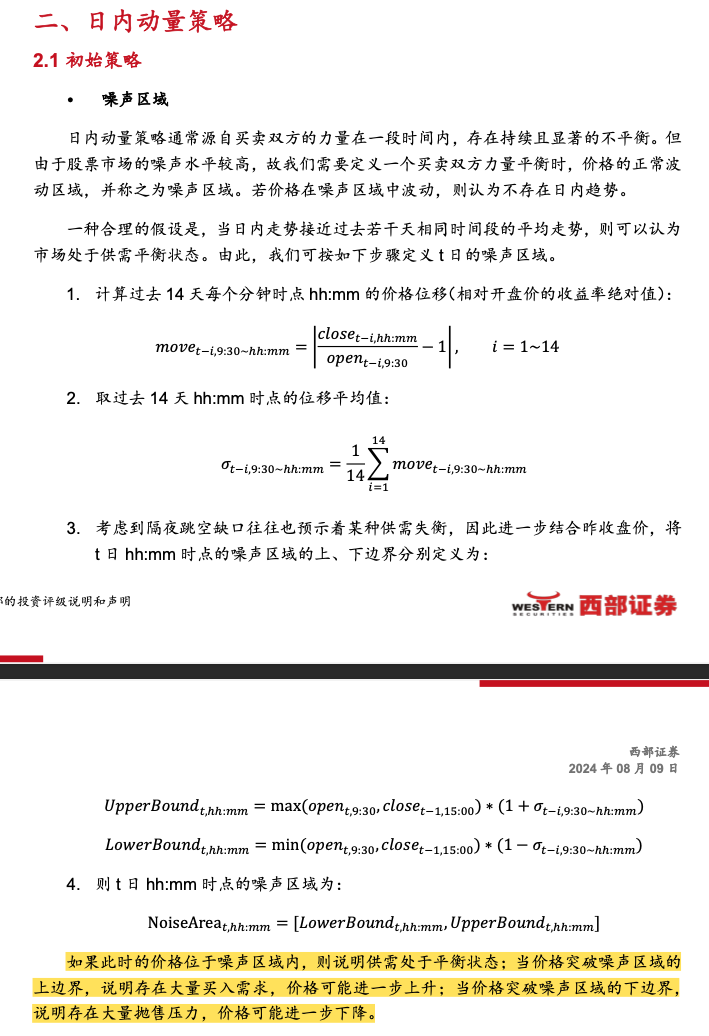 二、日内动量策略
2.1 初始策略
• 噪声区域
日内动量策略通常源自买卖双方的力量在一段时间内，存在持续且显著的不平衡。但
由于股票市场的噪声水平较高，故我们需要定义一个买卖双方力量平衡时，价格的正常波
动区域，并称之为噪声区域。若价格在噪声区域中波动，则认为不存在日内趋势。
一种合理的假设是，当日内走势接近过去若干天相同时间段的平均走势，则可以认为
市场处于供需平衡状态。由此，我们可按如下步骤定义 t 日的噪声区域。
1. 计算过去 14 天每个分钟时点 hh:mm 的价格位移（相对开盘价的收益率绝对值）：
move_{t−i,9:30~hh:mm} = |close_{t−i,hh:mm} / open_{t−i,9:30} − 1|, i = 1~14
2. 取过去 14 天 hh:mm 时点的位移平均值：
σ_{t−i,9:30~hh:mm} = 1/14 ∑_{i=1}^{14} move_{t−i,9:30~hh:mm}
3. 考虑到隔夜跳空缺口往往也预示着某种供需失衡，因此进一步结合昨收盘价，将
t 日 hh:mm 时点的噪声区域的上、下边界分别定义为：
的投资评级说明和声明
WESTERN SECURITIES 西部证券
西部证券
2024 年 08 月 09 日
UpperBound_{t,hh:mm} = max(open_{t,9:30}, close_{t−1,15:00}) * (1 + σ_{t−i,9:30~hh:mm})
LowerBound_{t,hh:mm} = min(open_{t,9:30}, close_{t−1,15:00}) * (1 − σ_{t−i,9:30~hh:mm})
4. 则 t 日 hh:mm 时点的噪声区域为：
NoiseArea_{t,hh:mm} = [LowerBound_{t,hh:mm}, UpperBound_{t,hh:mm}]
如果此时的价格位于噪声区域内，则说明供需处于平衡状态；当价格突破噪声区域的
上边界，说明存在大量买入需求，价格可能进一步上升；当价格突破噪声区域的下边界，
说明存在大量抛售压力，价格可能进一步下降。